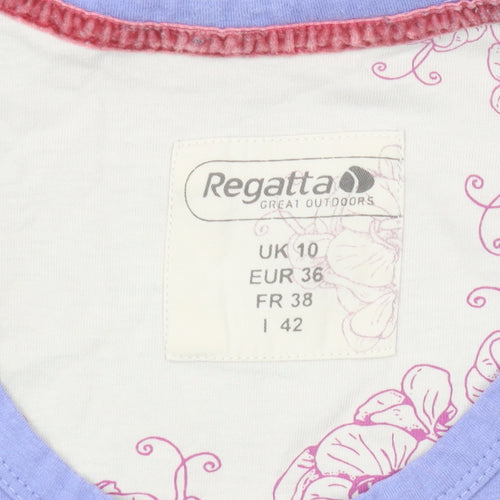 Regatta
GREAT OUTDOORS
UK 10
EUR 36
FR 38
I 42